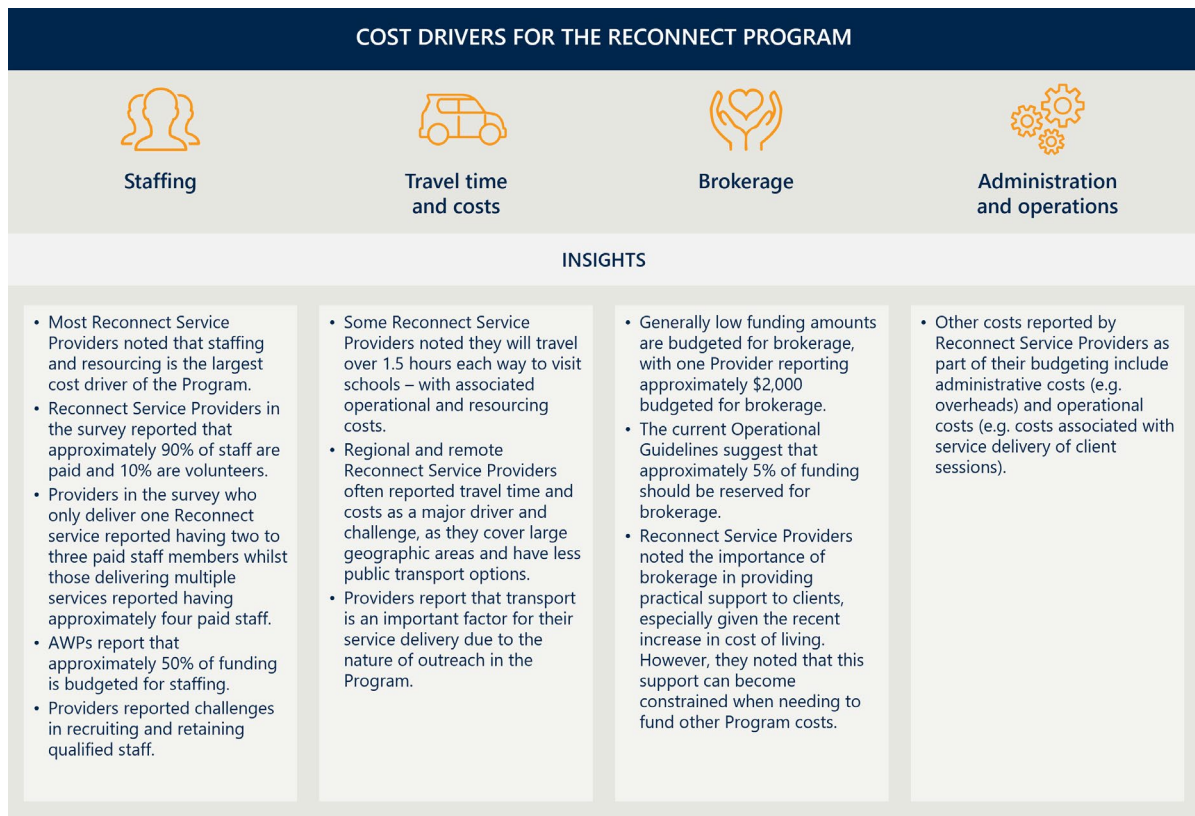 COST DRIVERS FOR THE RECONNECT PROGRAM
Staffing
Travel time
and costs
Brokerage
Administration
and operations
INSIGHTS
• Most Reconnect Service
Providers noted that staffing
and resourcing is the largest
cost driver of the Program.
• Reconnect Service Providers in
the survey reported that
approximately 90% of staff are
paid and 10% are volunteers.
• Providers in the survey who
only deliver one Reconnect
service reported having two to
three paid staff members whilst
those delivering multiple
services reported having
approximately four paid staff.
• AWPs report that
approximately 50% of funding
is budgeted for staffing.
• Providers reported challenges
in recruiting and retaining
qualified staff.
• Some Reconnect Service
Providers noted they will travel
over 1.5 hours each way to visit
schools – with associated
operational and resourcing
costs.
• Regional and remote
Reconnect Service Providers
often reported travel time and
costs as a major driver and
challenge, as they cover large
geographic areas and have less
public transport options.
• Providers report that transport
is an important factor for their
service delivery due to the
nature of outreach in the
Program.
• Generally low funding amounts
are budgeted for brokerage,
with one Provider reporting
approximately $2,000
budgeted for brokerage.
• The current Operational
Guidelines suggest that
approximately 5% of funding
should be reserved for
brokerage.
• Reconnect Service Providers
noted the importance of
brokerage in providing
practical support to clients,
especially given the recent
increase in cost of living.
However, they noted that this
support can become
constrained when needing to
fund other Program costs.
• Other costs reported by
Reconnect Service Providers as
part of their budgeting include
administrative costs (e.g.
overheads) and operational
costs (e.g. costs associated with
service delivery of client
sessions).